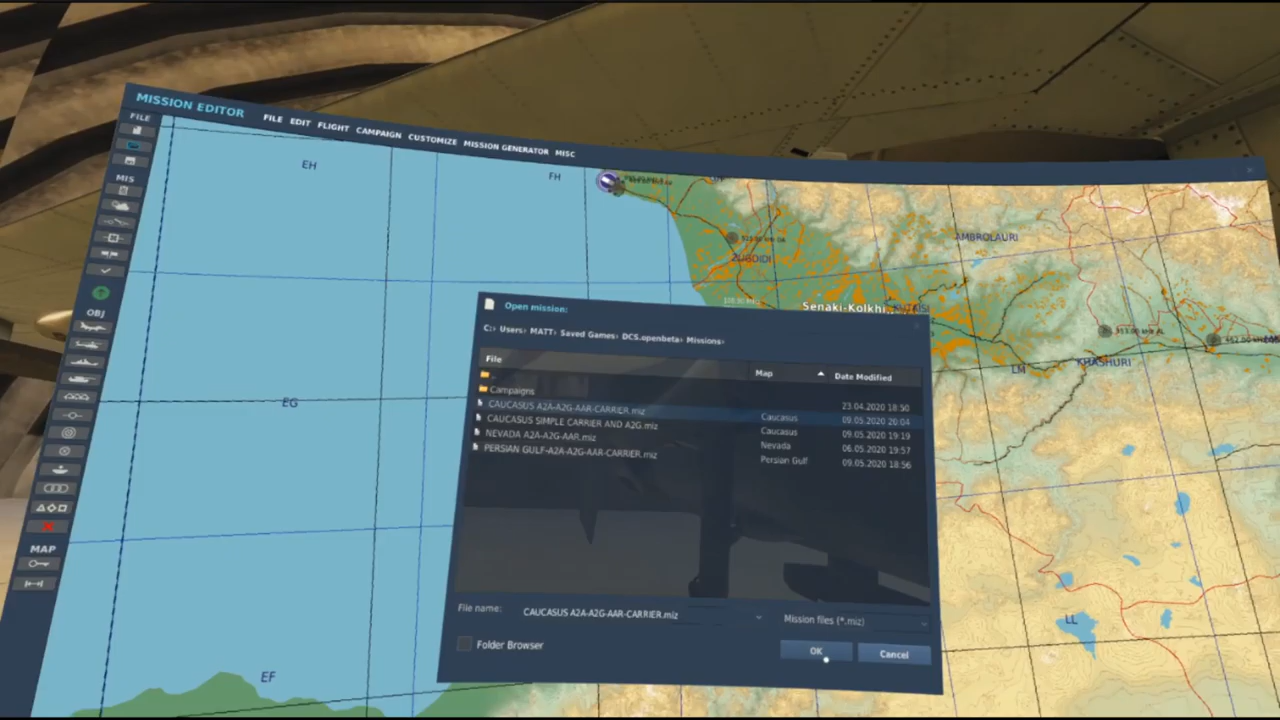 MISSION EDITOR
FILE EDIT FLIGHT CAMPAIGN CUSTOMIZE MISSION GENERATOR MISC
FILE
MIS
OBJ
MAP
EH
FH
EG
EF
ZUGDIDI
AMBROLAURI
Senaki-Kolkhi..
LM
KHASHURI
LL
Open mission:
C:› Users› MATT› Saved Games› DCS.openbeta› Missions›
File Map Date Modified
..
Campaigns 23.04.2020 18:50
CAUCASUS A2A-A2G-AAR-CARRIER.miz Caucasus 09.05.2020 20:04
CAUCASUS SIMPLE CARRIER AND A2G.miz Caucasus 09.05.2020 19:19
NEVADA A2A-A2G-AAR.miz Nevada 06.05.2020 19:57
PERSIAN GULF-A2A-A2G-AAR-CARRIER.miz Persian Gulf 09.05.2020 18:56
File name: CAUCASUS A2A-A2G-AAR-CARRIER.miz Mission files (*.miz)
Folder Browser OK Cancel